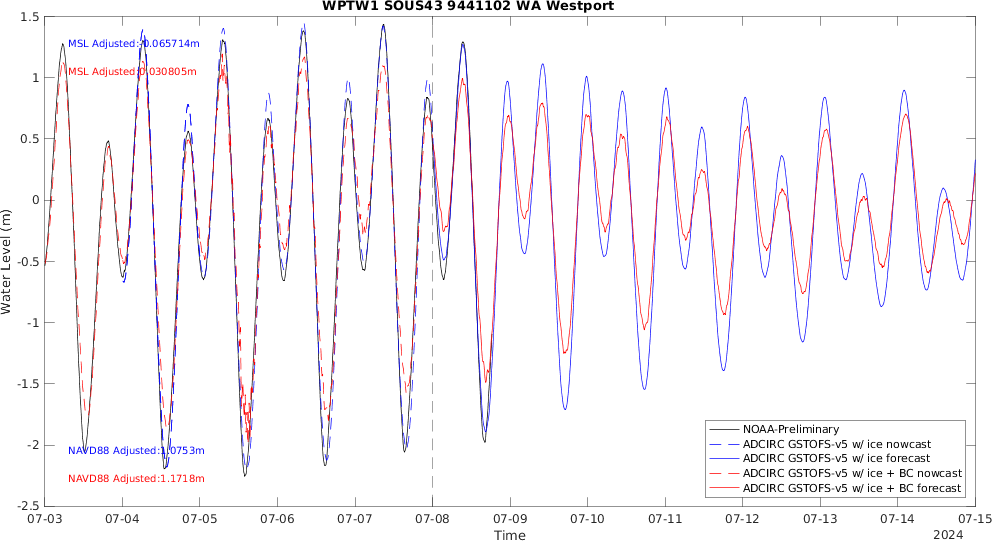 WPTW1 SOUS43 9441102 WA Westport
1.5
1
0.5
0
-0.5
-1
-1.5
-2
-2.5
Water Level (m)
MSL Adjusted:-0.065714m
MSL Adjusted:0.030805m
NAVD88 Adjusted:1.0753m
NAVD88 Adjusted:1.1718m
NOAA-Preliminary
ADCIRC GSTOFS-v5 w/ ice nowcast
ADCIRC GSTOFS-v5 w/ ice forecast
ADCIRC GSTOFS-v5 w/ ice + BC nowcast
ADCIRC GSTOFS-v5 w/ ice + BC forecast
07-03 07-04 07-05 07-06 07-07 07-08 07-09 07-10 07-11 07-12 07-13 07-14 07-15
Time
2024